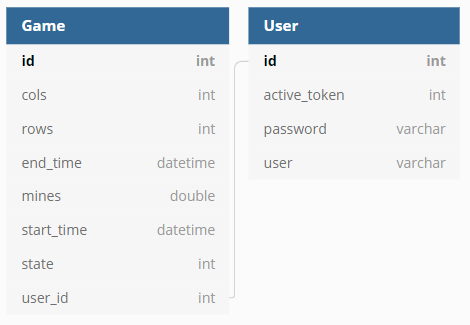 Game
id int
cols int
rows int
end_time datetime
mines double
start_time datetime
state int
user_id int
User
id int
active_token int
password varchar
user varchar